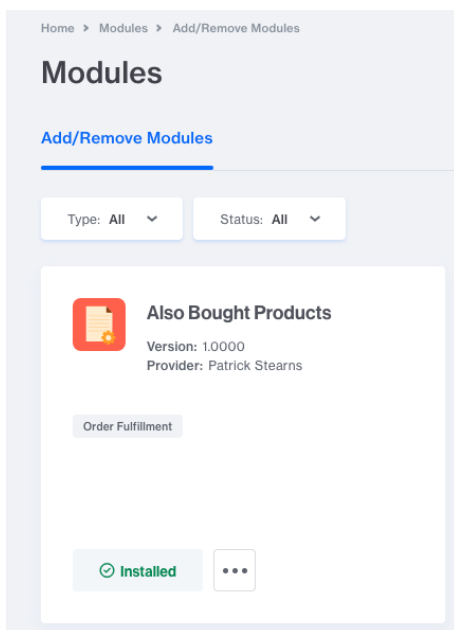 Home > Modules > Add/Remove Modules
Modules
Add/Remove Modules
Type: All
Status: All
Also Bought Products
Version: 1.0000
Provider: Patrick Stearns
Order Fulfillment
Installed